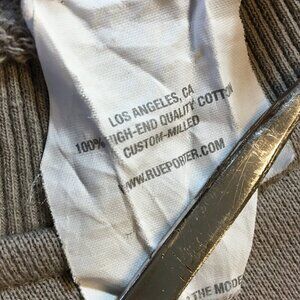 LOS ANGELES, CA
100% HIGH-END QUALITY COTTON
CUSTOM-MILLED
WWW.RUEPORTER.COM
THE MODE